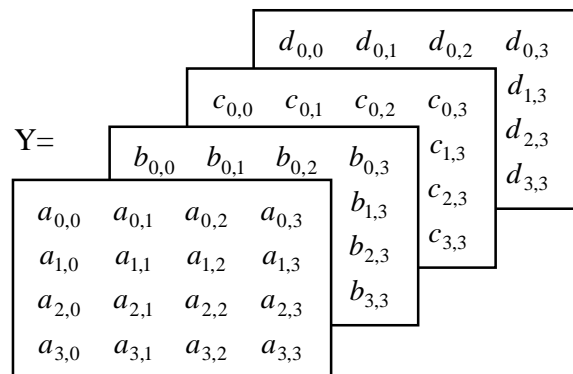 d0,0 d0,1 d0,2 d0,3
d1,3
d2,3
d3,3
c0,0 c0,1 c0,2 c0,3
c1,3
c2,3
c3,3
Y=
b0,0 b0,1 b0,2 b0,3
b1,3
b2,3
b3,3
a0,0 a0,1 a0,2 a0,3
a1,0 a1,1 a1,2 a1,3
a2,0 a2,1 a2,2 a2,3
a3,0 a3,1 a3,2 a3,3